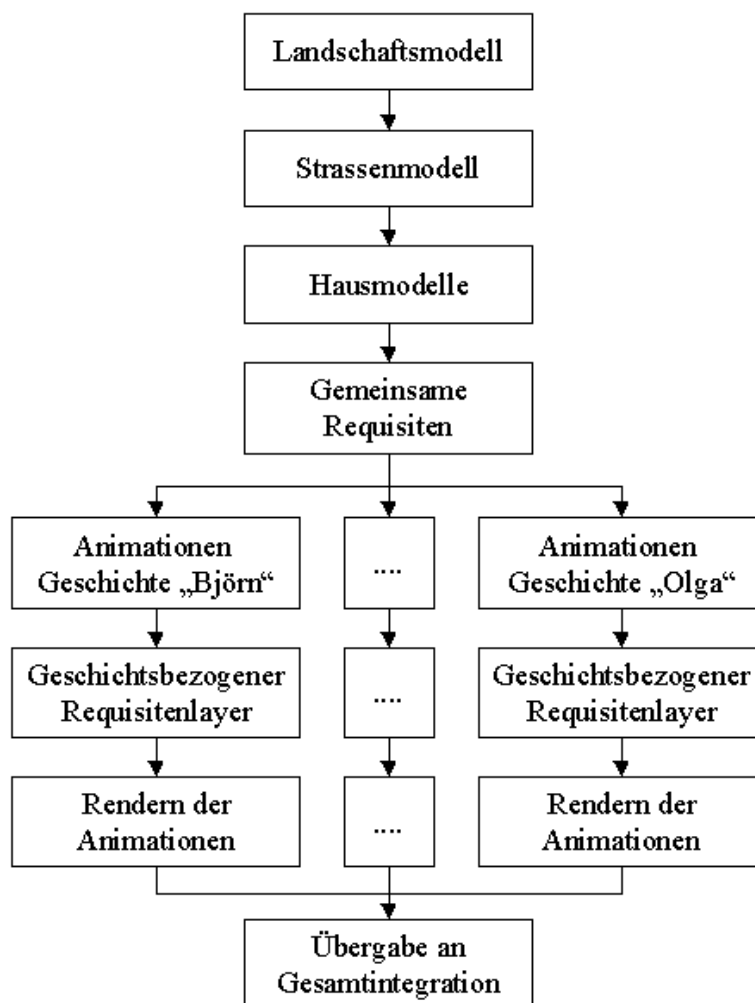 Landschaftsmodell
Strassenmodell
Hausmodelle
Gemeinsame
Requisiten
Animationen
Geschichte „Björn“
....
Animationen
Geschichte „Olga“
Geschichtsbezogener
Requisitenlayer
....
Geschichtsbezogener
Requisitenlayer
Rendern der
Animationen
....
Rendern der
Animationen
Übergabe an
Gesamtintegration